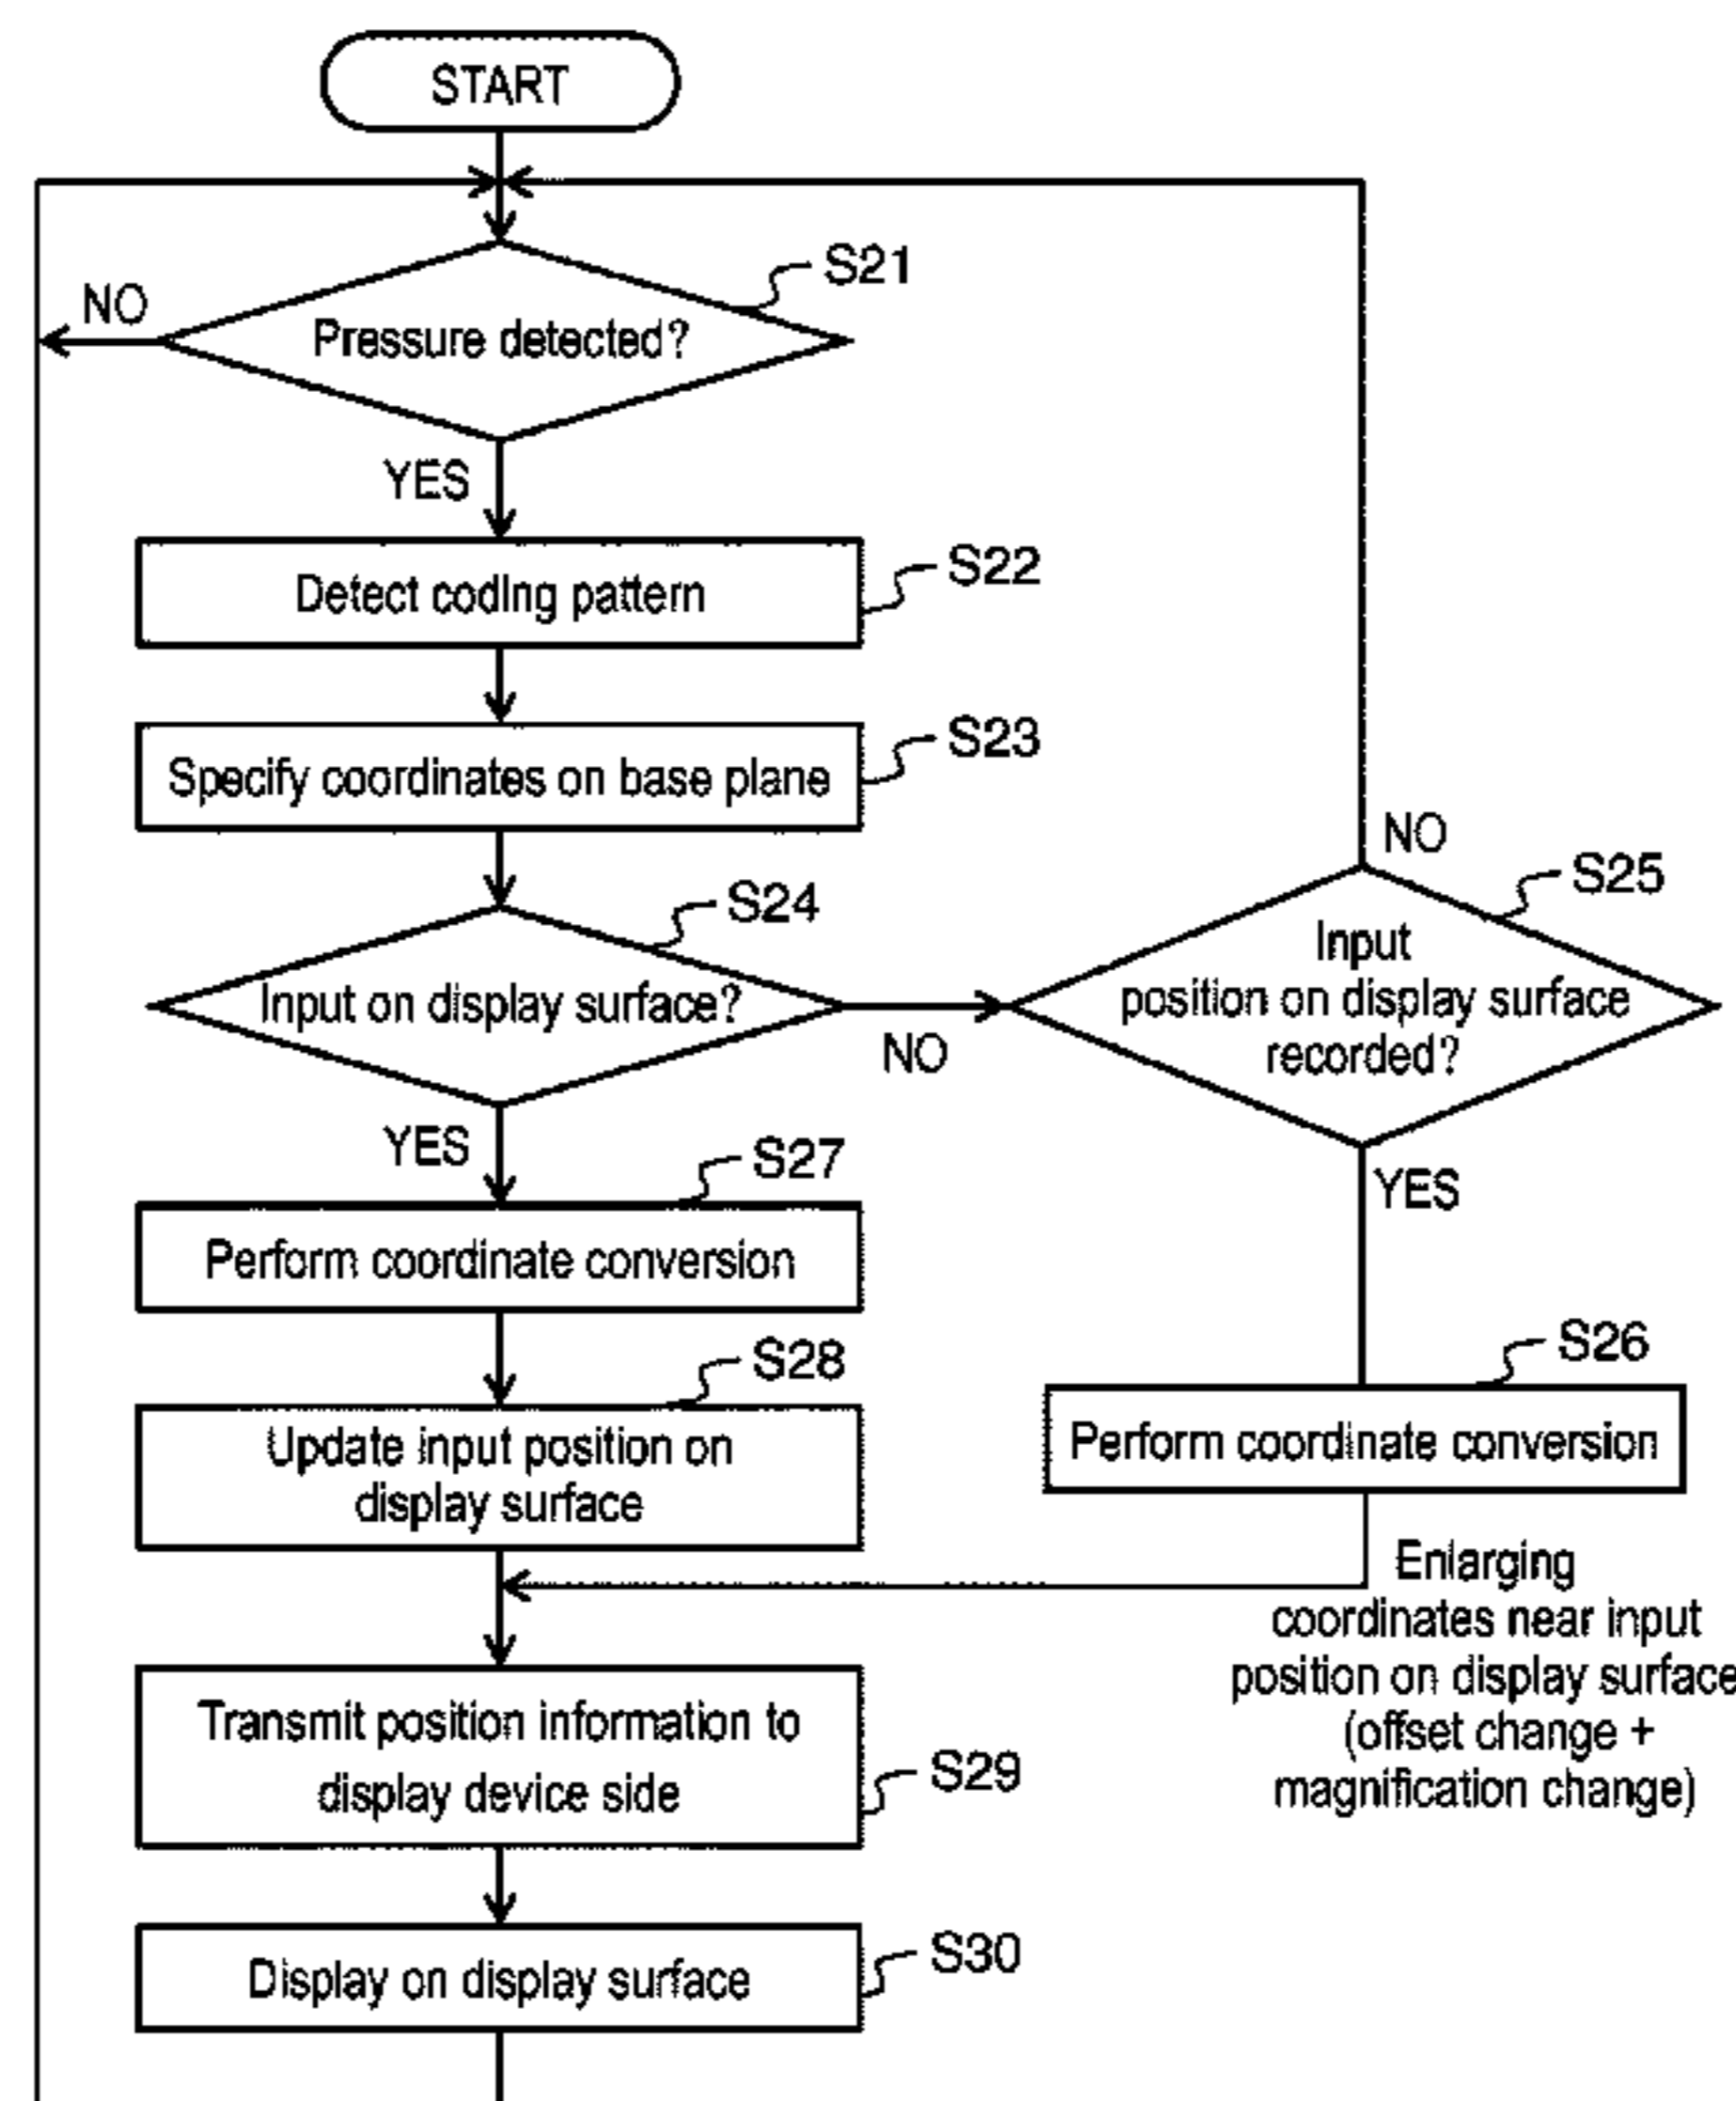 START
S21
NO
Pressure detected?
YES
S22
Detect coding pattern
S23
Specify coordinates on base plane
NO
S24
S25
Input on display surface?
NO
Input
position on display surface
recorded?
YES
S27
YES
Perform coordinate conversion
S28
S26
Update input position on
display surface
Perform coordinate conversion
Enlarging
coordinates near input
position on display surface
(offset change +
magnification change)
Transmit position information to
display device side
S29
S30
Display on display surface